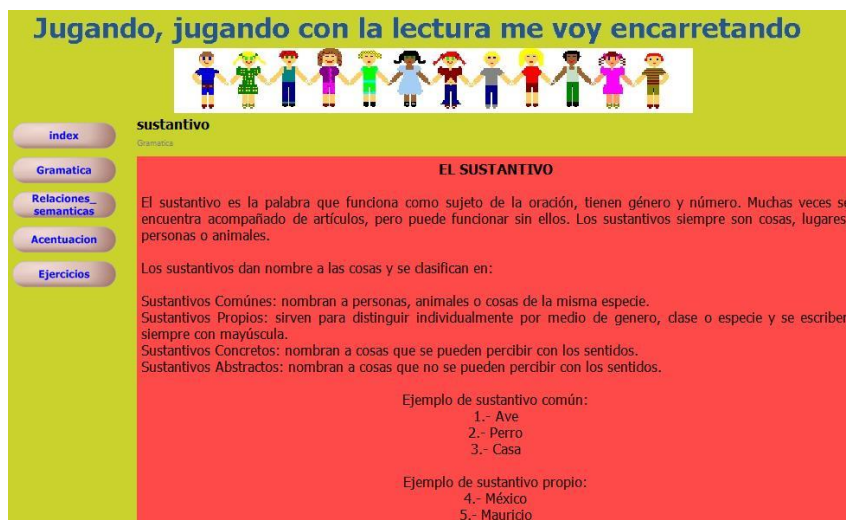 Jugando, jugando con la lectura me voy encarretando
index
Gramatica
Relaciones_
semanticas
Acentuacion
Ejercicios
sustantivo
Gramatica
EL SUSTANTIVO
El sustantivo es la palabra que funciona como sujeto de la oración, tienen género y número. Muchas veces se
encuentra acompañado de artículos, pero puede funcionar sin ellos. Los sustantivos siempre son cosas, lugares
personas o animales.
Los sustantivos dan nombre a las cosas y se clasifican en:
Sustantivos Comúnes: nombran a personas, animales o cosas de la misma especie.
Sustantivos Propios: sirven para distinguir individualmente por medio de genero, clase o especie y se escriben
siempre con mayúscula.
Sustantivos Concretos: nombran a cosas que se pueden percibir con los sentidos.
Sustantivos Abstractos: nombran a cosas que no se pueden percibir con los sentidos.
Ejemplo de sustantivo común:
1.- Ave
2.- Perro
3.- Casa
Ejemplo de sustantivo propio:
4.- México
5.- Mauricio